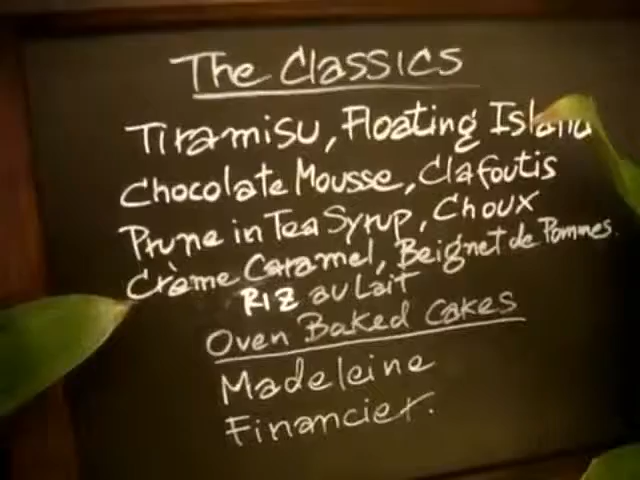 The Classics
Tiramisu, Floating Island
Chocolate Mousse, Clafoutis
Prune in Tea Syrup, Choux
Crème Caramel, Beignet de Pommes.
Riz au Lait
Oven Baked Cakes
Madeleine
Financier.